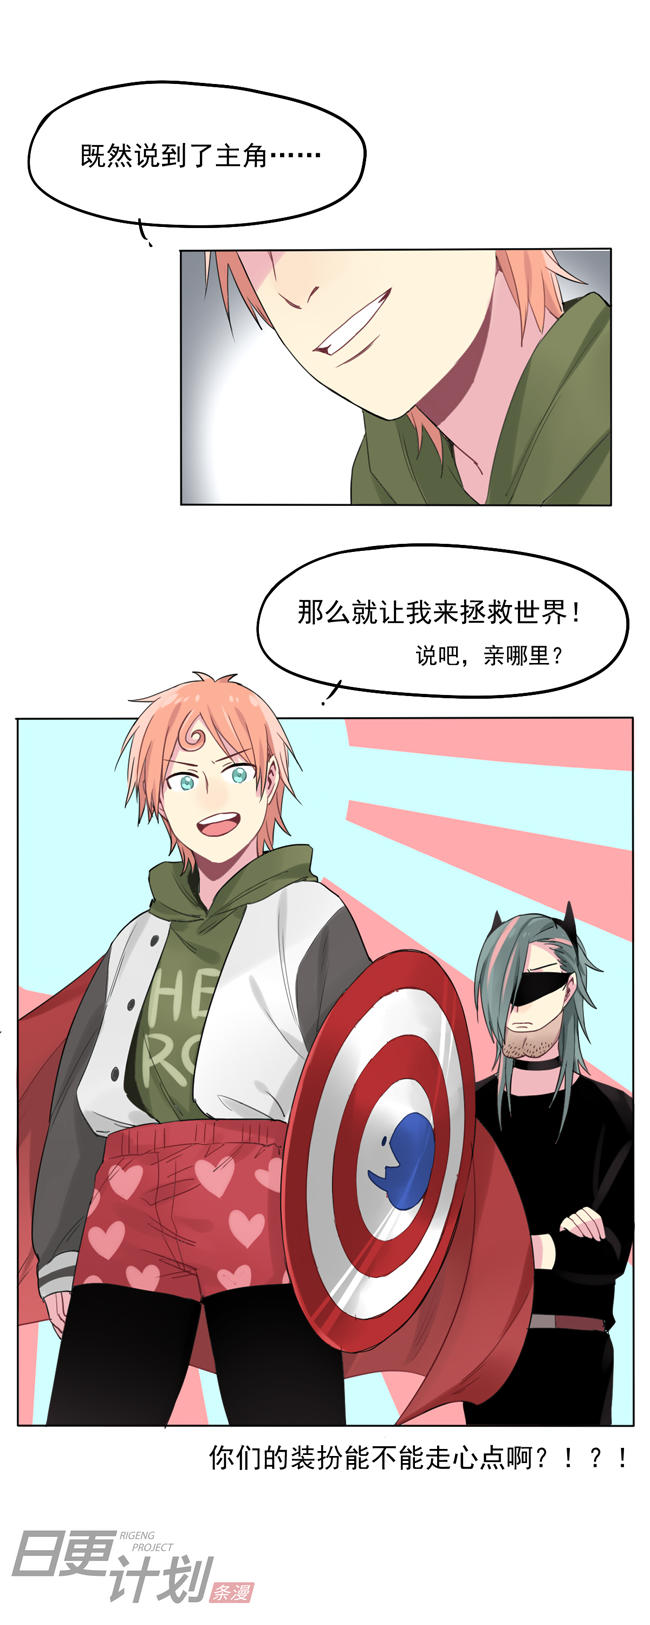 既然说到了主角……
那么就让我来拯救世界！
说吧，亲哪里？
HE
RO
你们的装扮能不能走心点啊？！？！
日更
RIGENG
PROJECT
计划
条漫